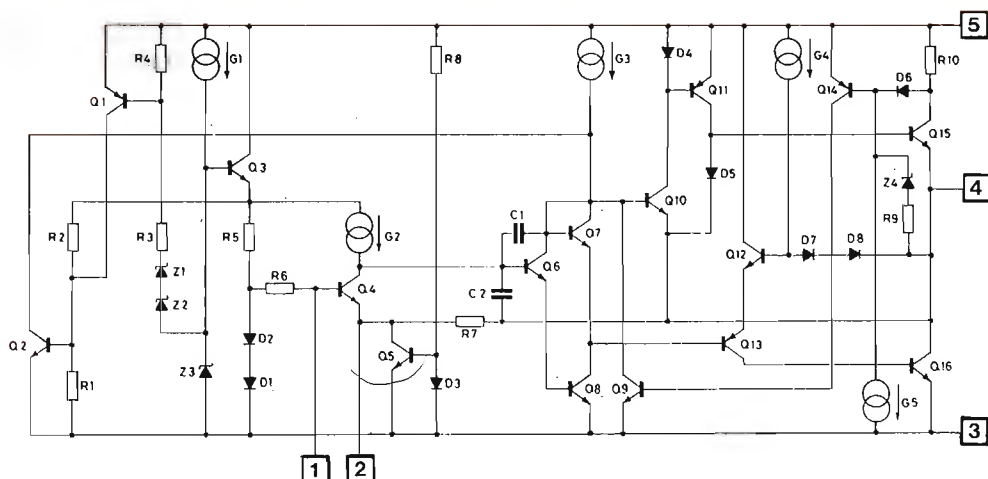 5
R4
G1
R8
G3
D4
G4
Q14
D6
R10
Q1
Q11
Q15
Q3
D5
Z4
4
R2
R3
R5
G2
C1
Q7
Q10
R9
Z1
R6
Q4
Q6
Q12
D7
D8
Z2
C2
D2
R7
Q13
Q2
Q5
Z3
D1
D3
Q8
Q9
Q16
R1
G5
3
1
2